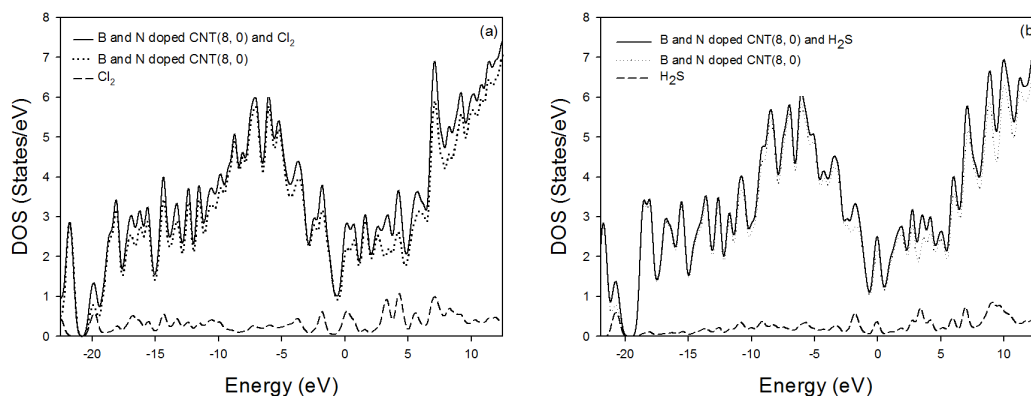 (a)
B and N doped CNT(8, 0) and Cl₂
B and N doped CNT(8, 0)
Cl₂
DOS (States/eV)
8
7
6
5
4
3
2
1
0
-20 -15 -10 -5 0 5 10
Energy (eV)
(b)
B and N doped CNT(8, 0) and H₂S
B and N doped CNT(8, 0)
H₂S
DOS (States/eV)
8
7
6
5
4
3
2
1
0
-20 -15 -10 -5 0 5 10
Energy (eV)